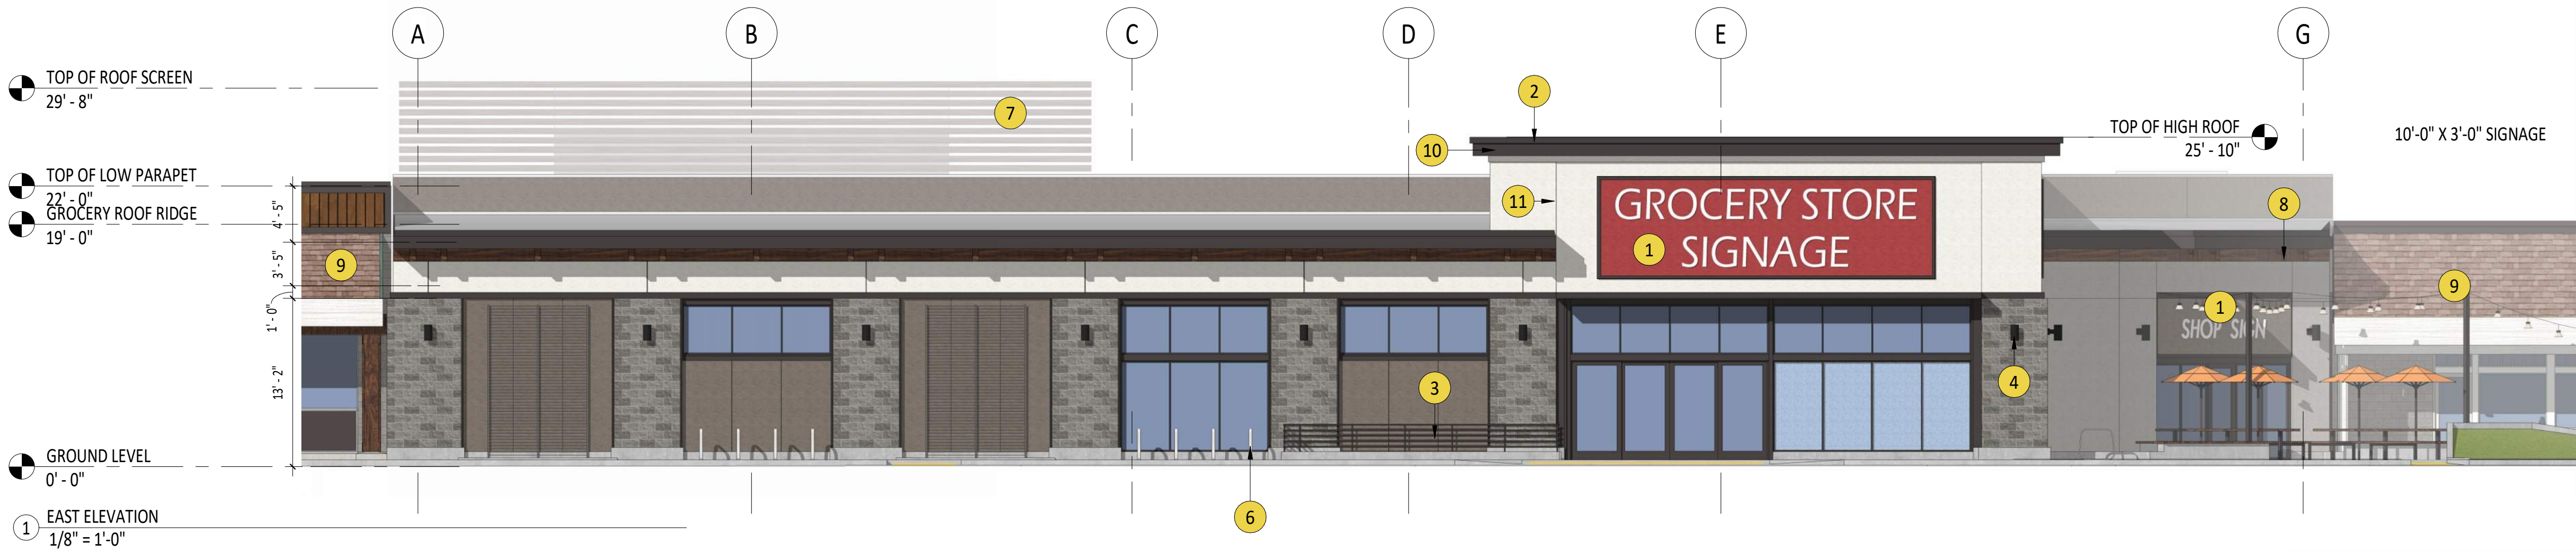 A
B
C
D
E
G
TOP OF ROOF SCREEN
29' - 8"
7
2
10
TOP OF HIGH ROOF
25' - 10"
10'-0" X 3'-0" SIGNAGE
TOP OF LOW PARAPET
22' - 0"
GROCERY ROOF RIDGE
19' - 0"
4' - 5"
3' - 5"
1' - 0"
13' - 2"
9
11
GROCERY STORE
SIGNAGE
1
8
9
1
SHOP SIGN
3
4
6
GROUND LEVEL
0' - 0"
1
EAST ELEVATION
1/8" = 1'-0"